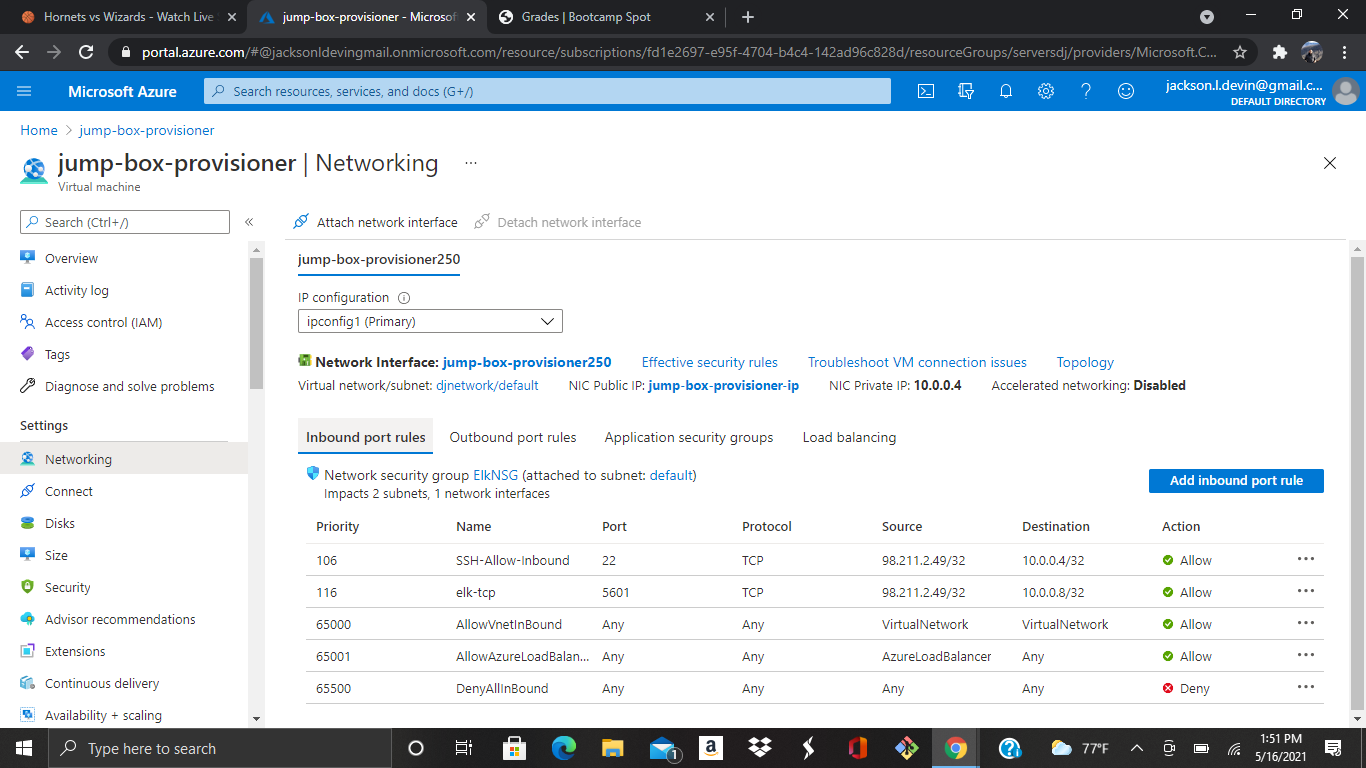 Hornets vs Wizards - Watch Live
jump-box-provisioner - Microsof
Grades | Bootcamp Spot
portal.azure.com/#@jacksonldevingmail.onmicrosoft.com/resource/subscriptions/fd1e2697-e95f-4704-b4c4-142ad96c828d/resourceGroups/serversdj/providers/Microsoft.C...
Microsoft Azure
Search resources, services, and docs (G+/)
jackson.l.devin@gmail.c...
DEFAULT DIRECTORY
Home > jump-box-provisioner
jump-box-provisioner | Networking ...
Virtual machine
Search (Ctrl+/)
«
Overview
Activity log
Access control (IAM)
Tags
Diagnose and solve problems
Settings
Networking
Connect
Disks
Size
Security
Advisor recommendations
Extensions
Continuous delivery
Availability + scaling
Attach network interface Detach network interface
jump-box-provisioner250
IP configuration
ipconfig1 (Primary)
Network Interface: jump-box-provisioner250 Effective security rules Troubleshoot VM connection issues Topology
Virtual network/subnet: djnetwork/default NIC Public IP: jump-box-provisioner-ip NIC Private IP: 10.0.0.4 Accelerated networking: Disabled
Inbound port rules Outbound port rules Application security groups Load balancing
Network security group ElkNSG (attached to subnet: default)
Impacts 2 subnets, 1 network interfaces
Add inbound port rule
Priority Name Port Protocol Source Destination Action
106 SSH-Allow-Inbound 22 TCP 98.211.2.49/32 10.0.0.4/32 Allow
116 elk-tcp 5601 TCP 98.211.2.49/32 10.0.0.8/32 Allow
65000 AllowVnetInBound Any Any VirtualNetwork VirtualNetwork Allow
65001 AllowAzureLoadBalan... Any Any AzureLoadBalancer Any Allow
65500 DenyAllInBound Any Any Any Any Deny
Type here to search
1
a
77°F
1:51 PM
5/16/2021